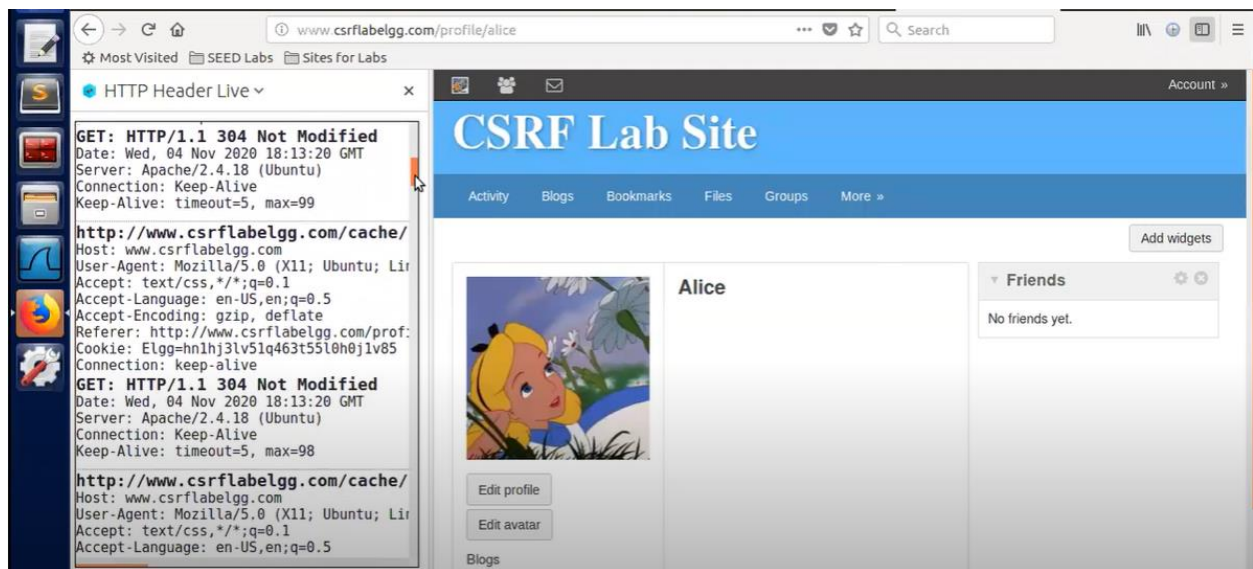 www.csrflabelgg.com/profile/alice
Search
Most Visited SEED Labs Sites for Labs
HTTP Header Live
GET: HTTP/1.1 304 Not Modified
Date: Wed, 04 Nov 2020 18:13:20 GMT
Server: Apache/2.4.18 (Ubuntu)
Connection: Keep-Alive
Keep-Alive: timeout=5, max=99
http://www.csrflabelgg.com/cache/
Host: www.csrflabelgg.com
User-Agent: Mozilla/5.0 (X11; Ubuntu; Lin
Accept: text/css,*/*;q=0.1
Accept-Language: en-US,en;q=0.5
Accept-Encoding: gzip, deflate
Referer: http://www.csrflabelgg.com/profi
Cookie: Elgg=hn1hj3lv51q463t55l0h0j1v85
Connection: keep-alive
GET: HTTP/1.1 304 Not Modified
Date: Wed, 04 Nov 2020 18:13:20 GMT
Server: Apache/2.4.18 (Ubuntu)
Connection: Keep-Alive
Keep-Alive: timeout=5, max=98
http://www.csrflabelgg.com/cache/
Host: www.csrflabelgg.com
User-Agent: Mozilla/5.0 (X11; Ubuntu; Lin
Accept: text/css,*/*;q=0.1
Accept-Language: en-US,en;q=0.5
Account »
CSRF Lab Site
Activity Blogs Bookmarks Files Groups More »
Add widgets
Alice
Friends
No friends yet.
Edit profile
Edit avatar
Blogs